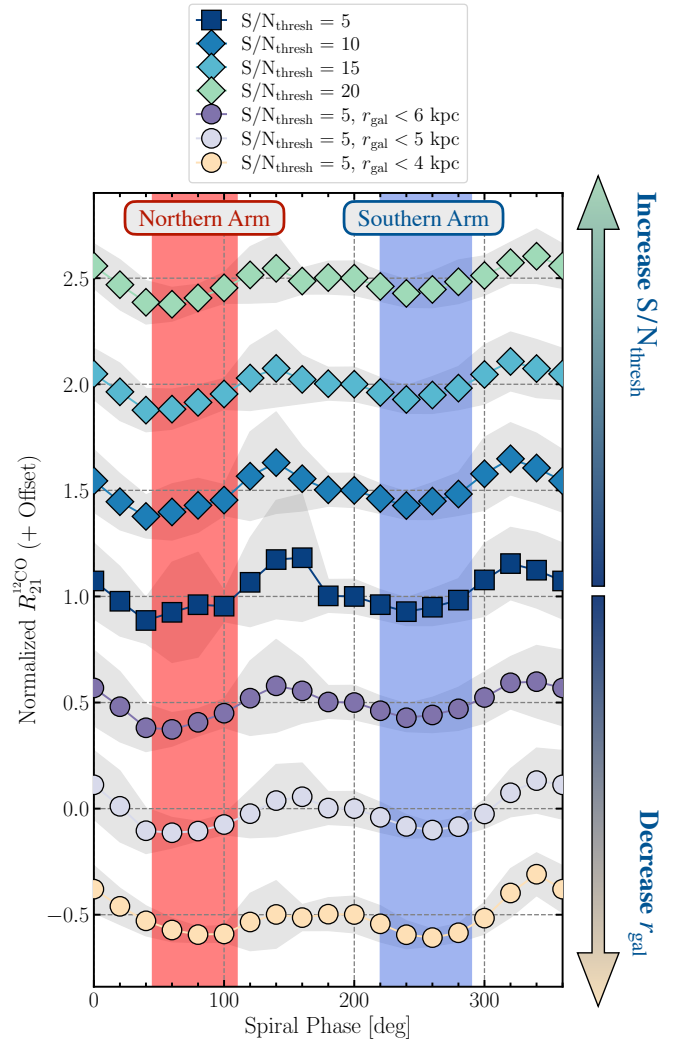 S/N_thresh = 5
S/N_thresh = 10
S/N_thresh = 15
S/N_thresh = 20
S/N_thresh = 5, r_gal < 6 kpc
S/N_thresh = 5, r_gal < 5 kpc
S/N_thresh = 5, r_gal < 4 kpc
Northern Arm
Southern Arm
2.5
2.0
1.5
1.0
0.5
0.0
−0.5
Normalized R_21^12CO (+ Offset)
0
100
200
300
Spiral Phase [deg]
Increase S/N_thresh
Decrease r_gal